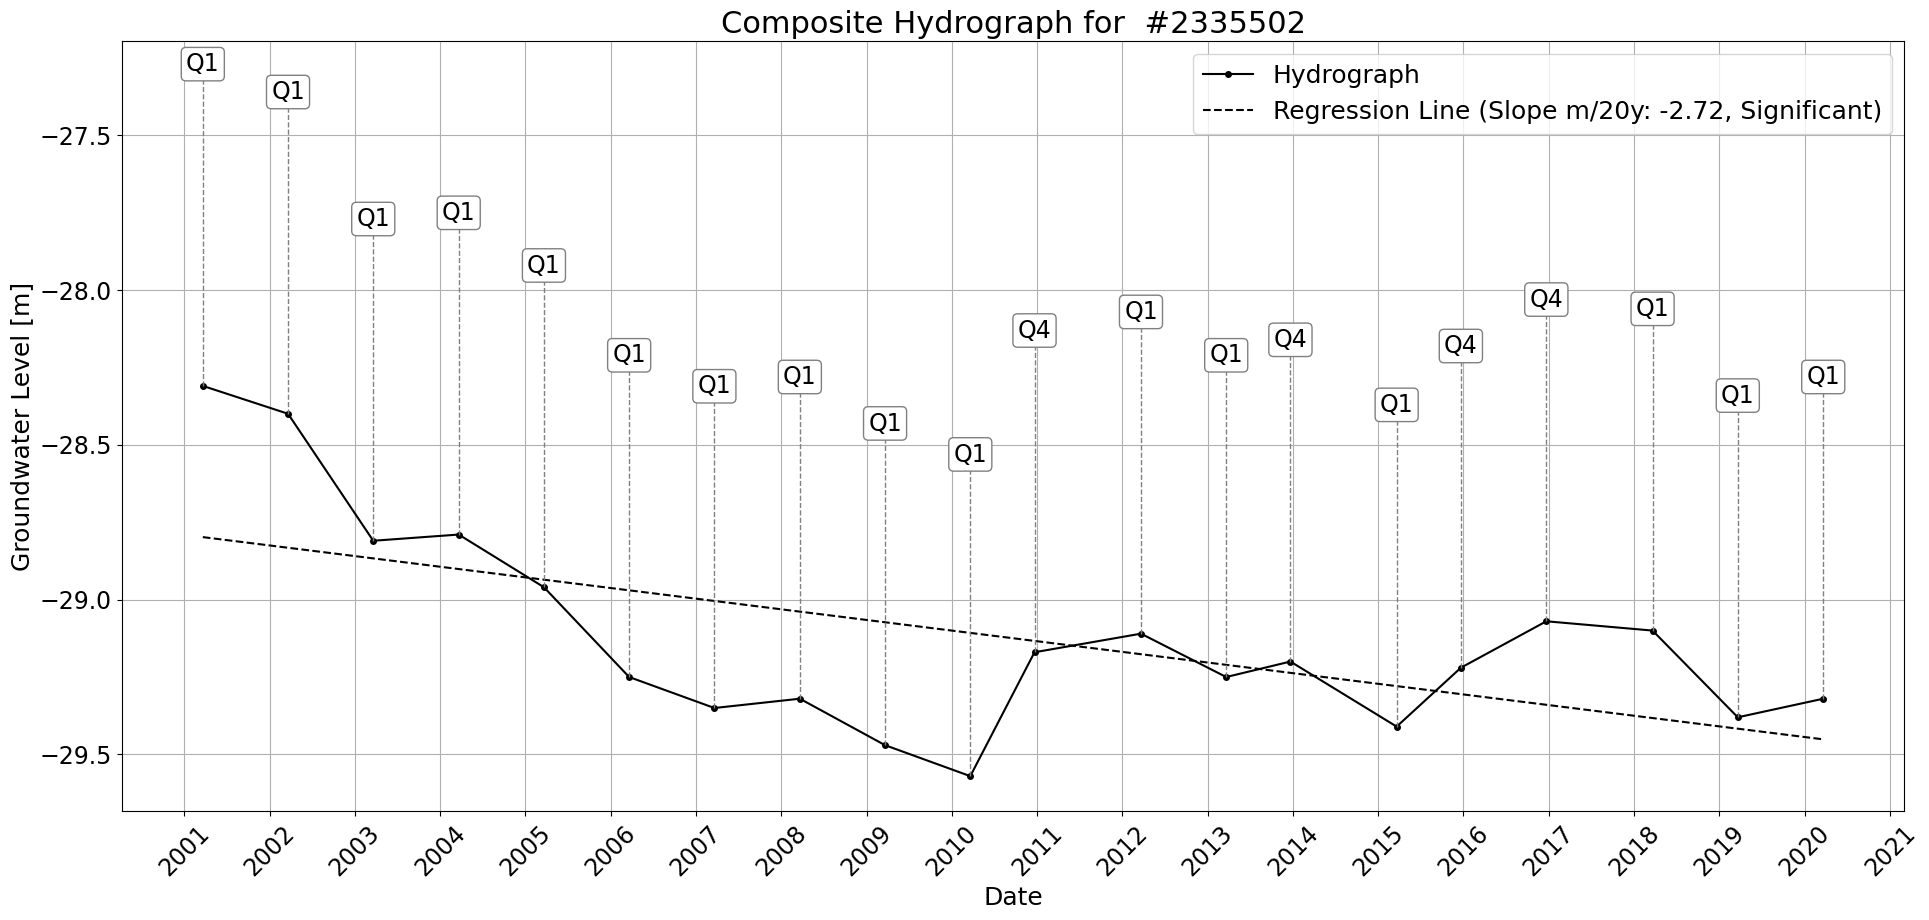 Composite Hydrograph for  #2335502
Hydrograph
Regression Line (Slope m/20y: -2.72, Significant)
Groundwater Level [m]
−27.5
−28.0
−28.5
−29.0
−29.5
Q1
Q1
Q1
Q1
Q1
Q1
Q1
Q1
Q1
Q1
Q4
Q1
Q1
Q4
Q1
Q4
Q4
Q1
Q1
Q1
2001
2002
2003
2004
2005
2006
2007
2008
2009
2010
2011
2012
2013
2014
2015
2016
2017
2018
2019
2020
2021
Date